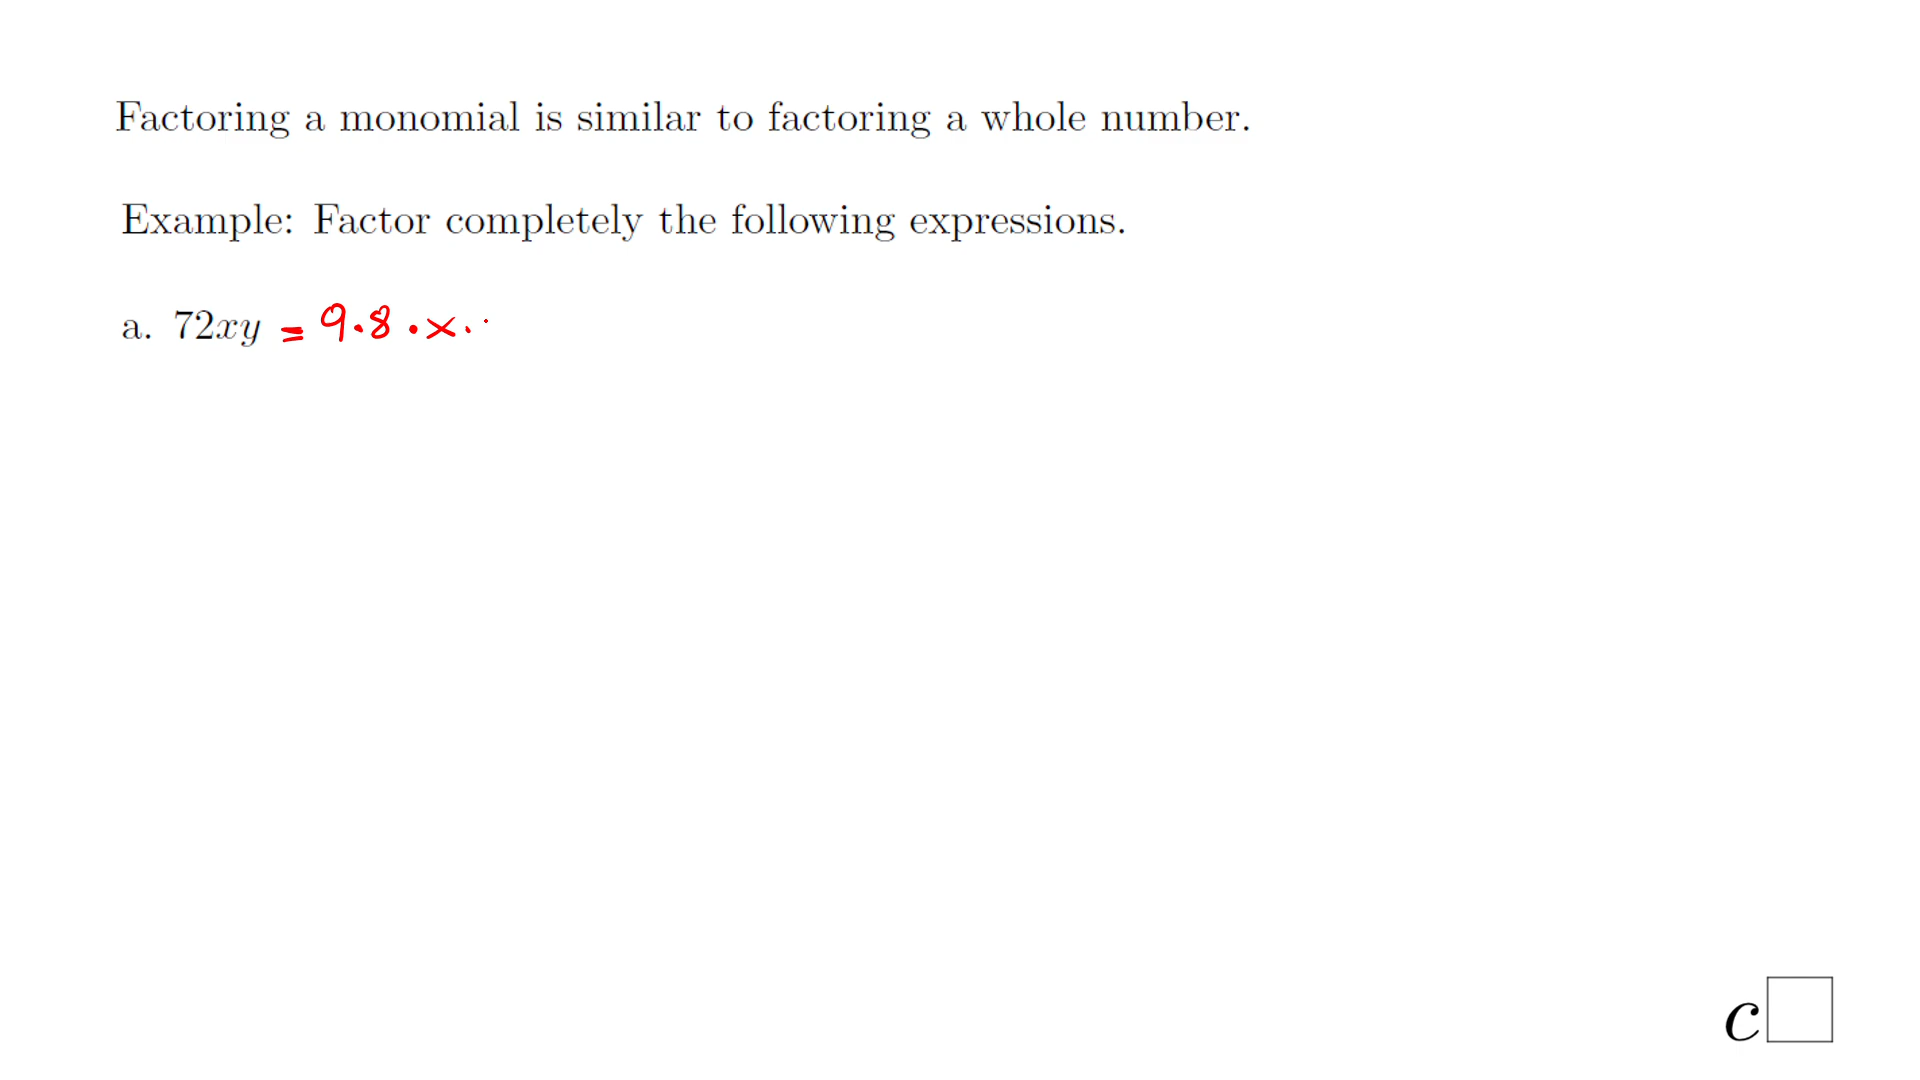 Factoring a monomial is similar to factoring a whole number.
Example: Factor completely the following expressions.
a. 72xy = 9·8·x·
c